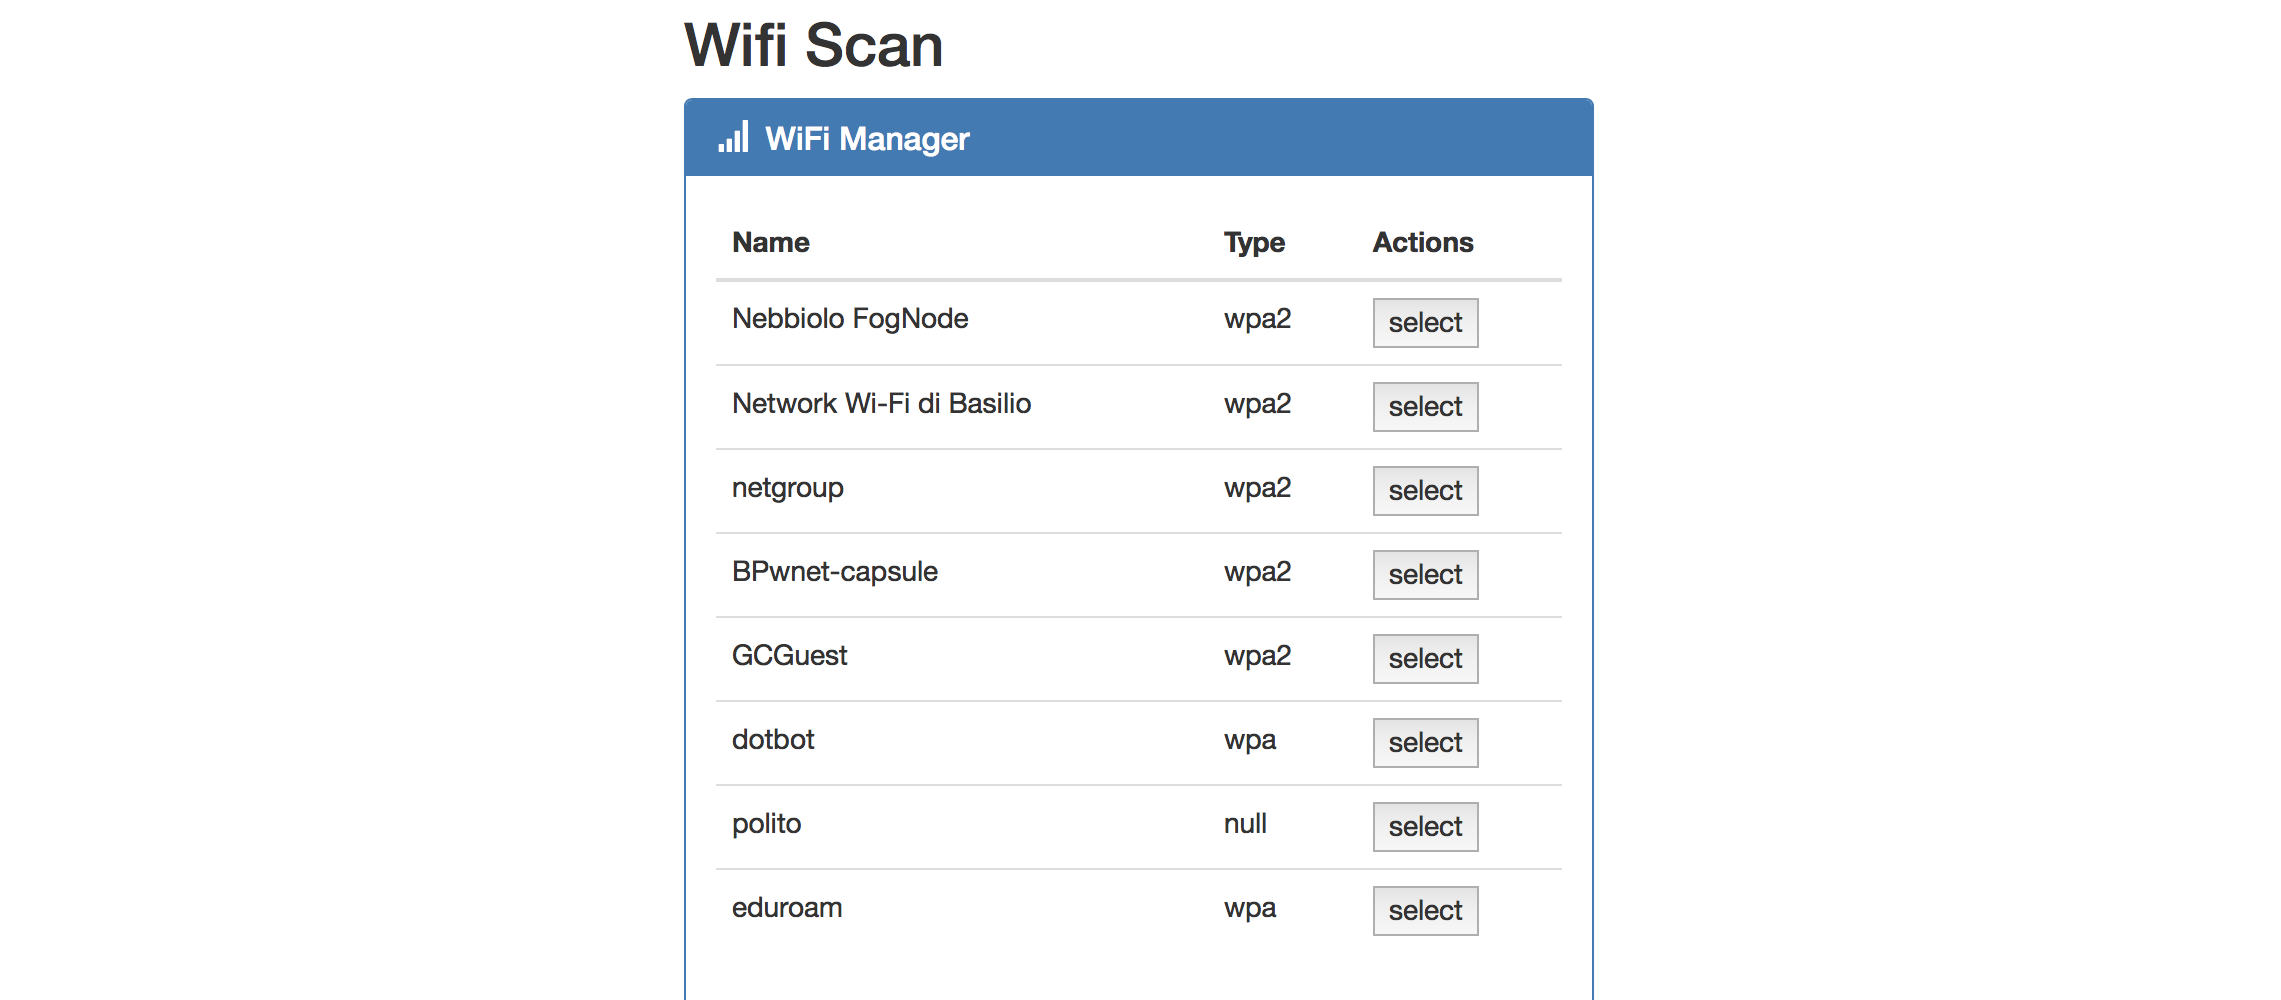 Wifi Scan
WiFi Manager
Name Type Actions
Nebbiolo FogNode wpa2 select
Network Wi-Fi di Basilio wpa2 select
netgroup wpa2 select
BPwnet-capsule wpa2 select
GCGuest wpa2 select
dotbot wpa select
polito null select
eduroam wpa select